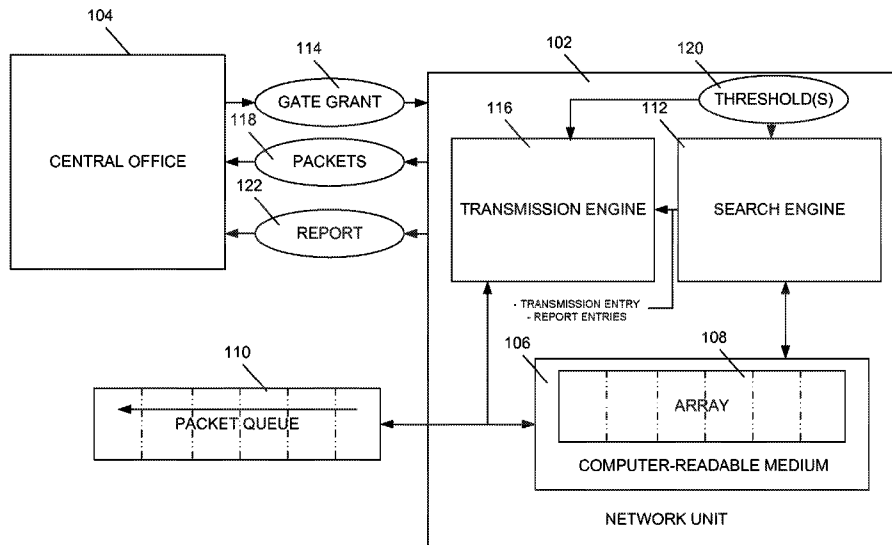 104
114
102
120
GATE GRANT
THRESHOLD(S)
118
116
112
CENTRAL OFFICE
PACKETS
122
TRANSMISSION ENGINE
SEARCH ENGINE
REPORT
- TRANSMISSION ENTRY
- REPORT ENTRIES
110
106
108
PACKET QUEUE
ARRAY
COMPUTER-READABLE MEDIUM
NETWORK UNIT